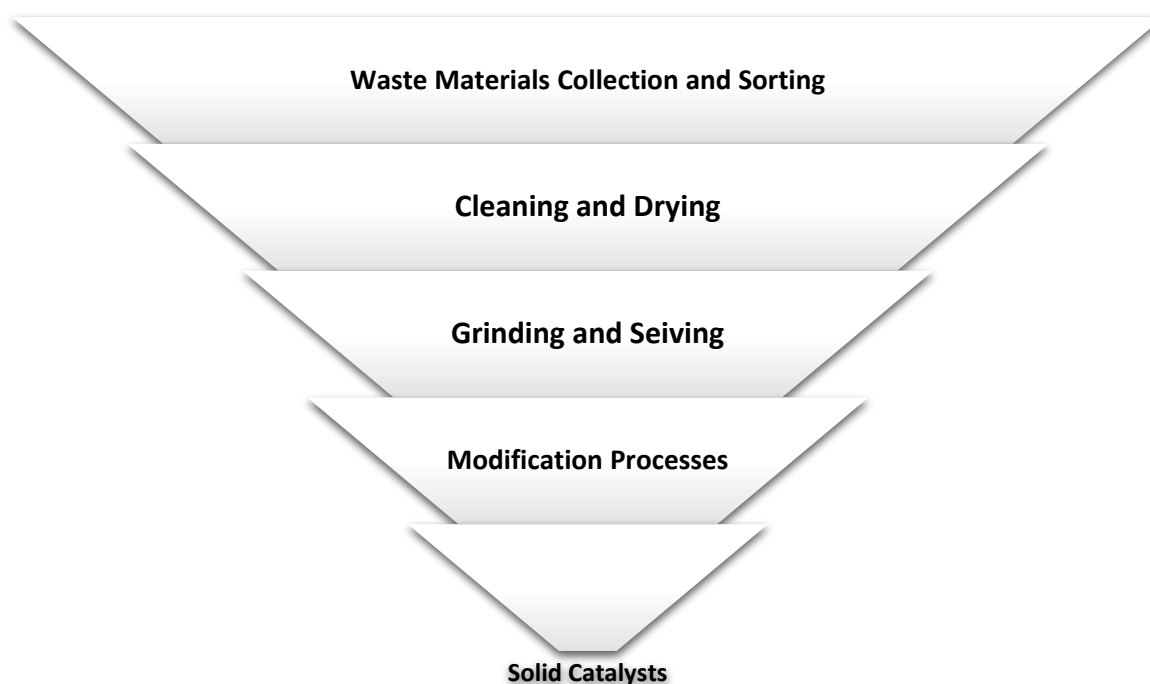 Waste Materials Collection and Sorting
Cleaning and Drying
Grinding and Seiving
Modification Processes
Solid Catalysts